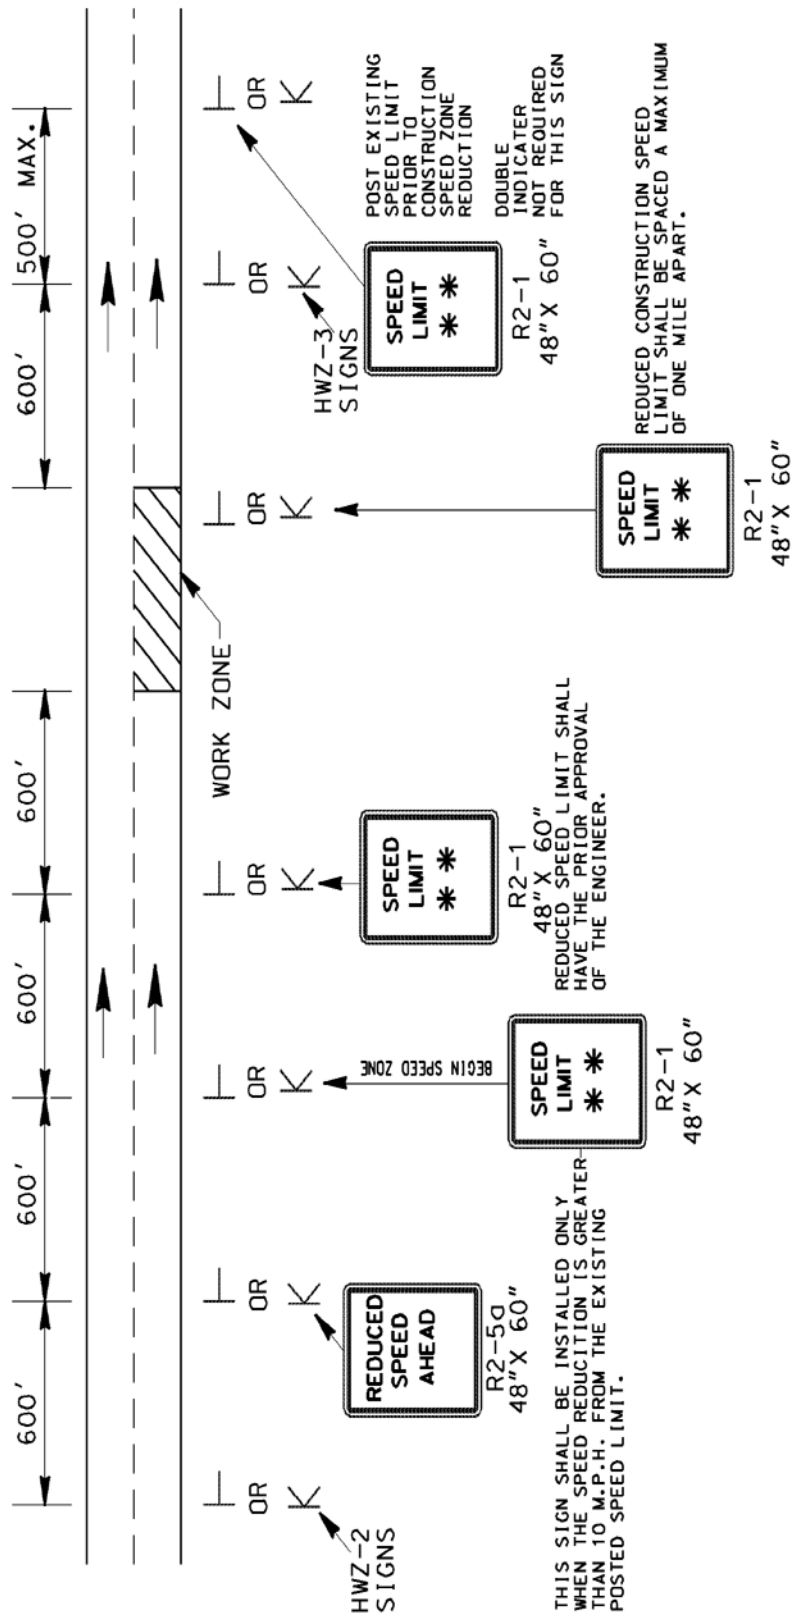 600'
600'
600'
600'
600'
500' MAX.
OR
OR
OR
OR
OR
OR
OR
WORK ZONE
HWZ-2
SIGNS
REDUCED
SPEED
AHEAD
R2-5a
48"X 60"
BEGIN SPEED ZONE
SPEED
LIMIT
**
R2-1
48"X 60"
THIS SIGN SHALL BE INSTALLED ONLY
WHEN THE SPEED REDUCITION IS GREATER
THAN 10 M.P.H. FROM THE EXISTING
POSTED SPEED LIMIT.
SPEED
LIMIT
**
R2-1
48"X 60"
REDUCED SPEED LIMIT SHALL
HAVE THE PRIOR APPROVAL
OF THE ENGINEER.
SPEED
LIMIT
**
R2-1
48"X 60"
REDUCED CONSTRUCTION SPEED
LIMIT SHALL BE SPACED A MAXIMUM
OF ONE MILE APART.
HWZ-3
SIGNS
SPEED
LIMIT
**
R2-1
48"X 60"
POST EXISTING
SPEED LIMIT
PRIOR TO
CONSTRUCTION
SPEED ZONE
REDUCTION
DOUBLE
INDICATER
NOT REQUIRED
FOR THIS SIGN